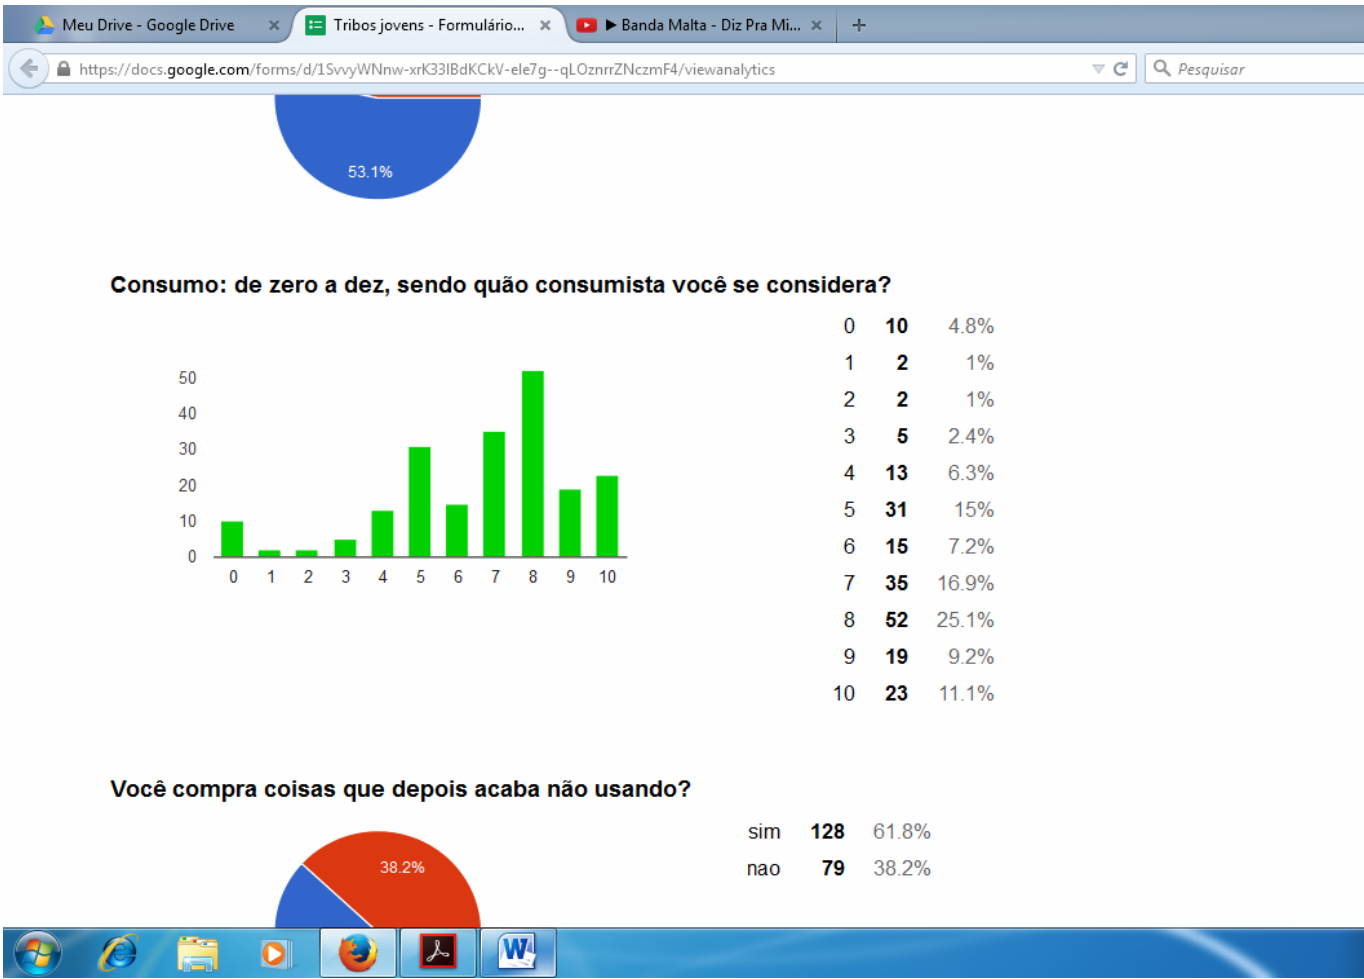 Meu Drive - Google Drive
Tribos jovens - Formulário...
▶ Banda Malta - Diz Pra Mi...
https://docs.google.com/forms/d/1SvvyWNnw-xrK33IBdKCkV-ele7g--qLOznrrZNczmF4/viewanalytics
Pesquisar
53.1%
Consumo: de zero a dez, sendo quão consumista você se considera?
50
40
30
20
10
0
0 1 2 3 4 5 6 7 8 9 10
0 10 4.8%
1 2 1%
2 2 1%
3 5 2.4%
4 13 6.3%
5 31 15%
6 15 7.2%
7 35 16.9%
8 52 25.1%
9 19 9.2%
10 23 11.1%
Você compra coisas que depois acaba não usando?
38.2%
sim 128 61.8%
nao 79 38.2%